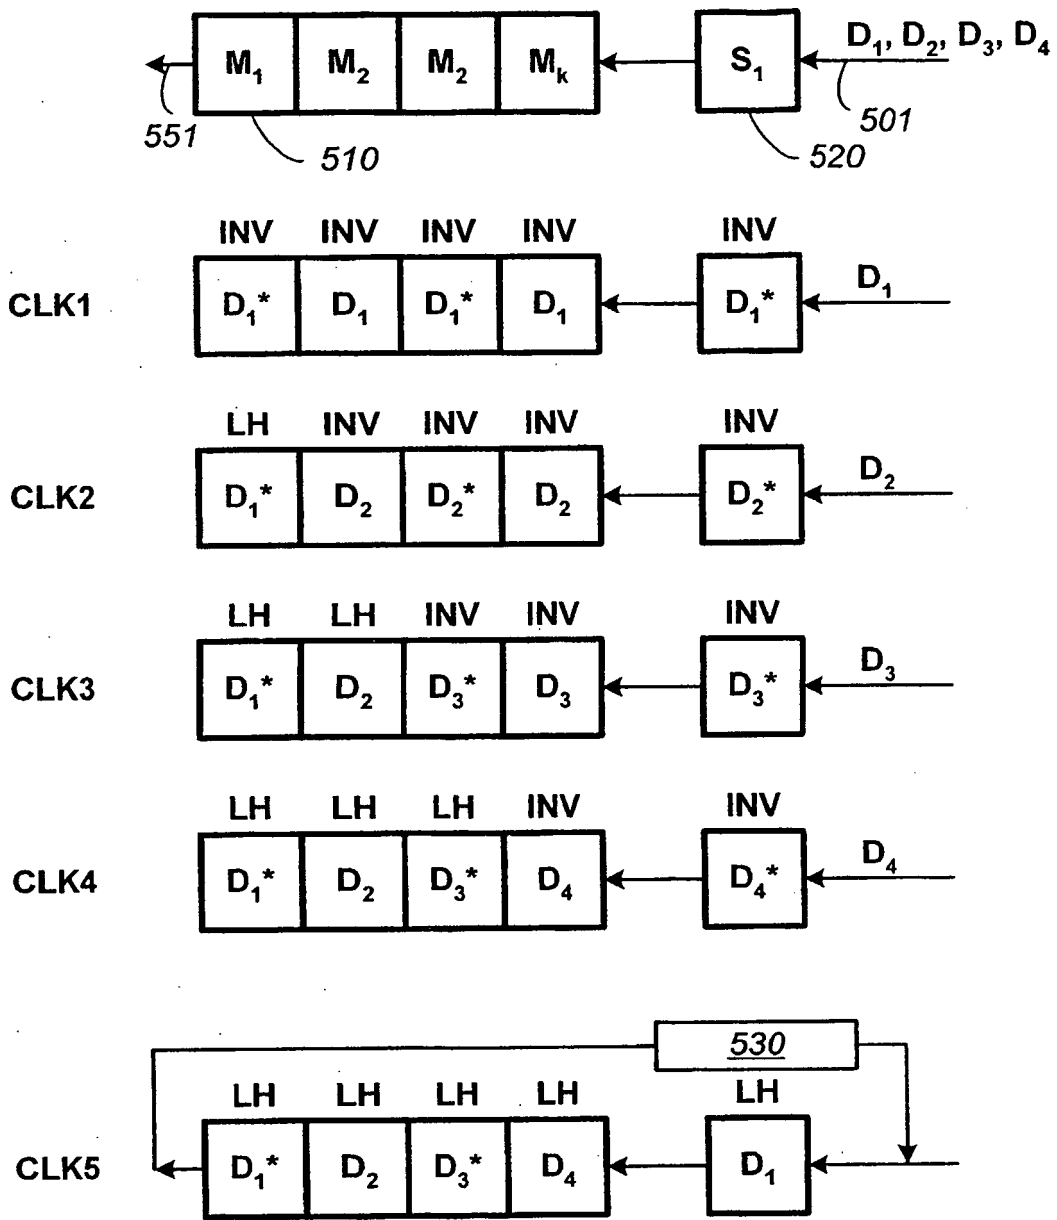 M₁ M₂ M₂ Mₖ S₁ D₁, D₂, D₃, D₄
551 510 520 501
INV INV INV INV INV
CLK1 D₁* D₁ D₁* D₁ D₁* D₁
LH INV INV INV INV
CLK2 D₁* D₂ D₂* D₂ D₂* D₂
LH LH INV INV INV
CLK3 D₁* D₂ D₃* D₃ D₃* D₃
LH LH LH INV INV
CLK4 D₁* D₂ D₃* D₄ D₄* D₄
530
LH LH LH LH LH
CLK5 D₁* D₂ D₃* D₄ D₁